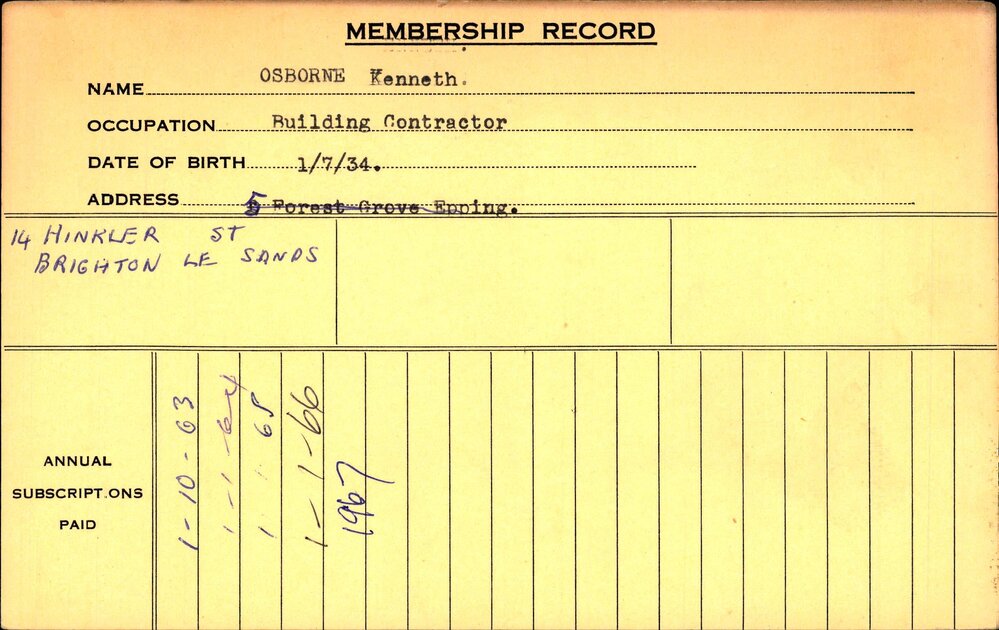 MEMBERSHIP RECORD
NAME OSBORNE Kenneth.
OCCUPATION Building Contractor
DATE OF BIRTH 1/7/34.
ADDRESS 5 Forest Grove Epping.
14 HINKLER ST
BRIGHTON LE SANDS
ANNUAL
SUBSCRIPT.ONS
PAID
1-10-63
1-1-64
1 1 65
1-1-66
1967